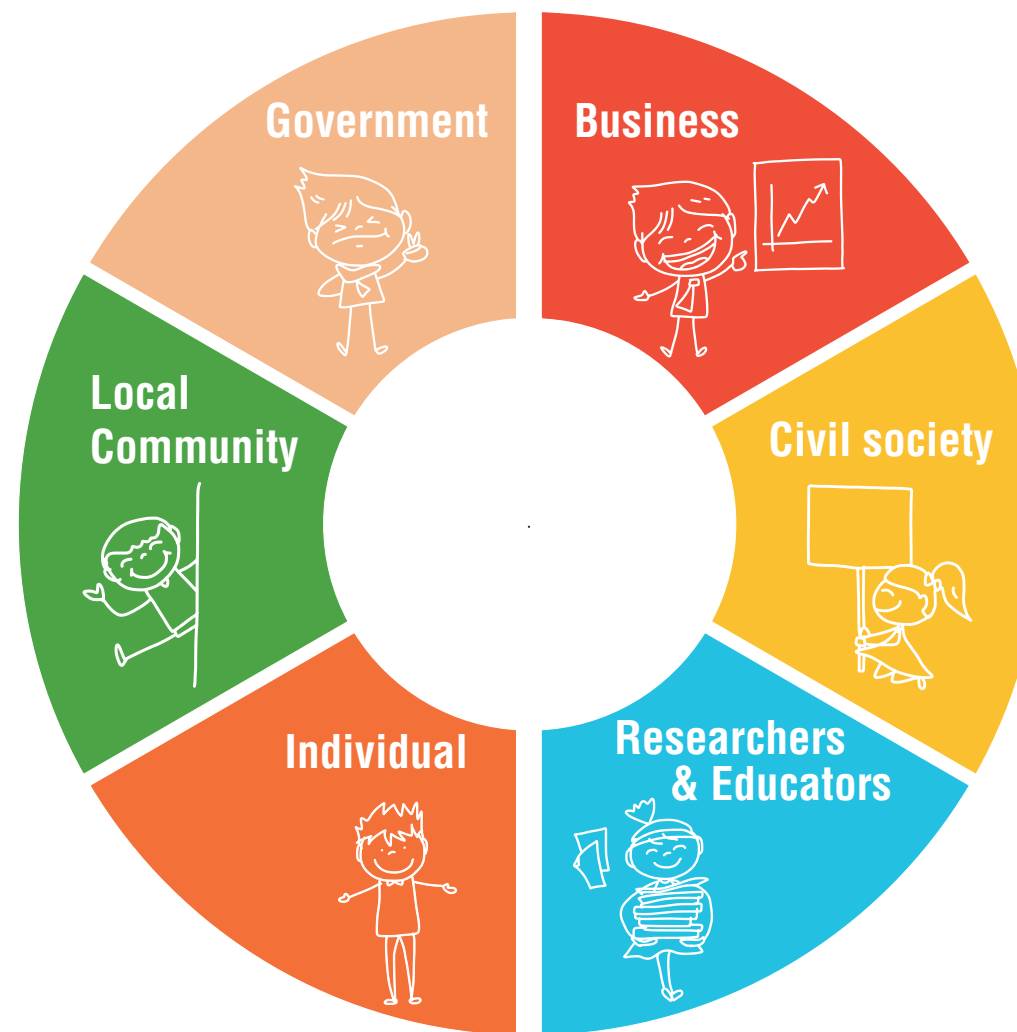 Government
Business
Local
Community
Civil society
Individual
Researchers
& Educators